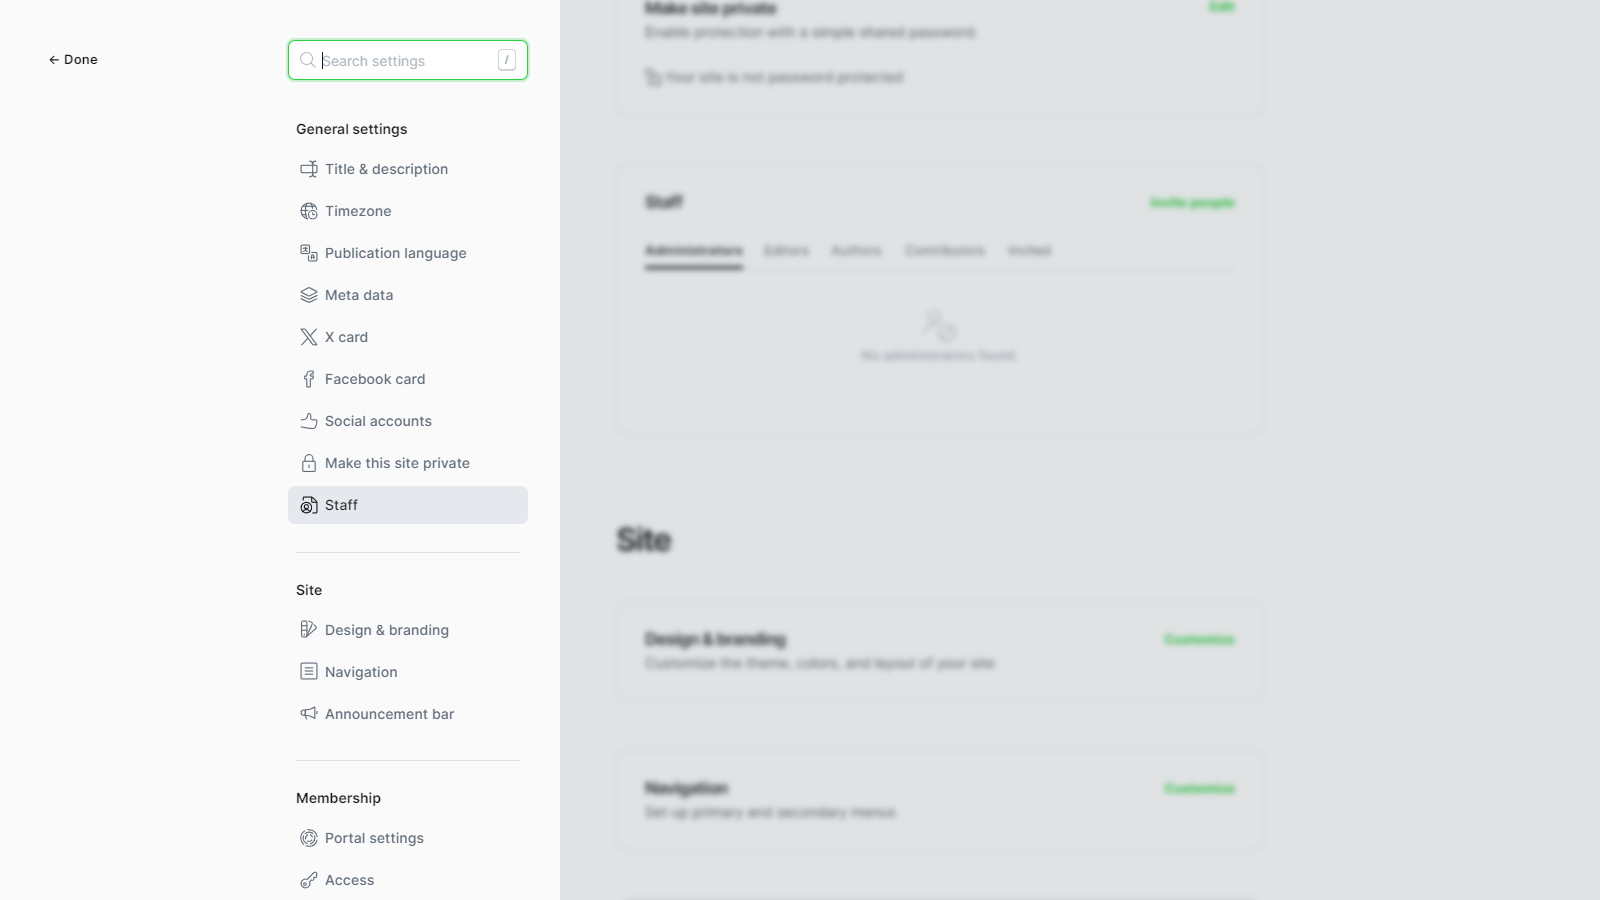 ← Done
Search settings /
General settings
Title & description
Timezone
Publication language
Meta data
X card
Facebook card
Social accounts
Make this site private
Staff
Site
Design & branding
Navigation
Announcement bar
Membership
Portal settings
Access
Make site private Edit
Enable protection with a simple shared password.
Your site is not password protected
Staff Invite people
Administrators Editors Authors Contributors Invited
No administrators found.
Site
Design & branding Customize
Customize the theme, colors, and layout of your site
Navigation Customize
Set up primary and secondary menus